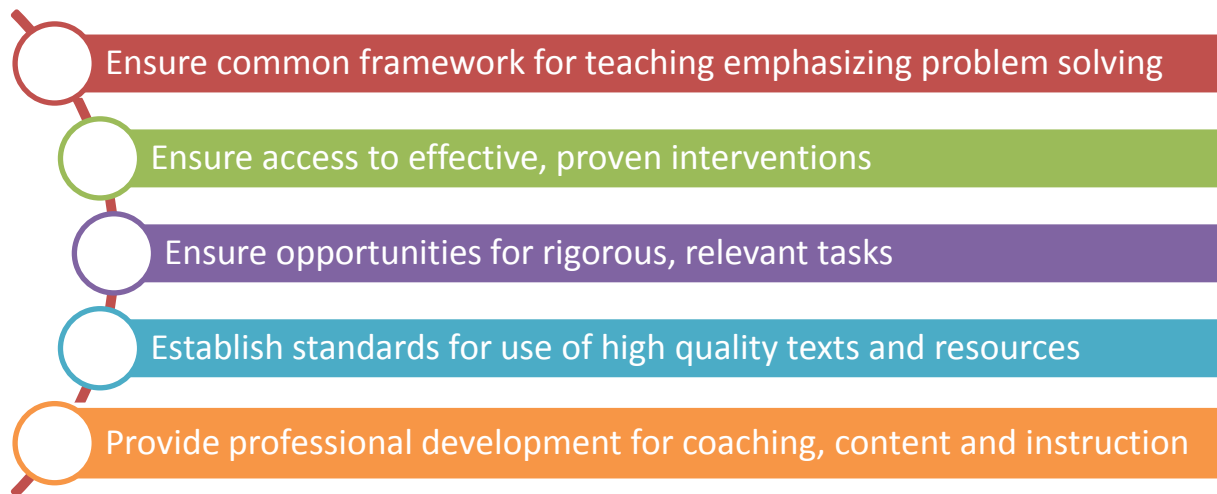 Ensure common framework for teaching emphasizing problem solving
Ensure access to effective, proven interventions
Ensure opportunities for rigorous, relevant tasks
Establish standards for use of high quality texts and resources
Provide professional development for coaching, content and instruction